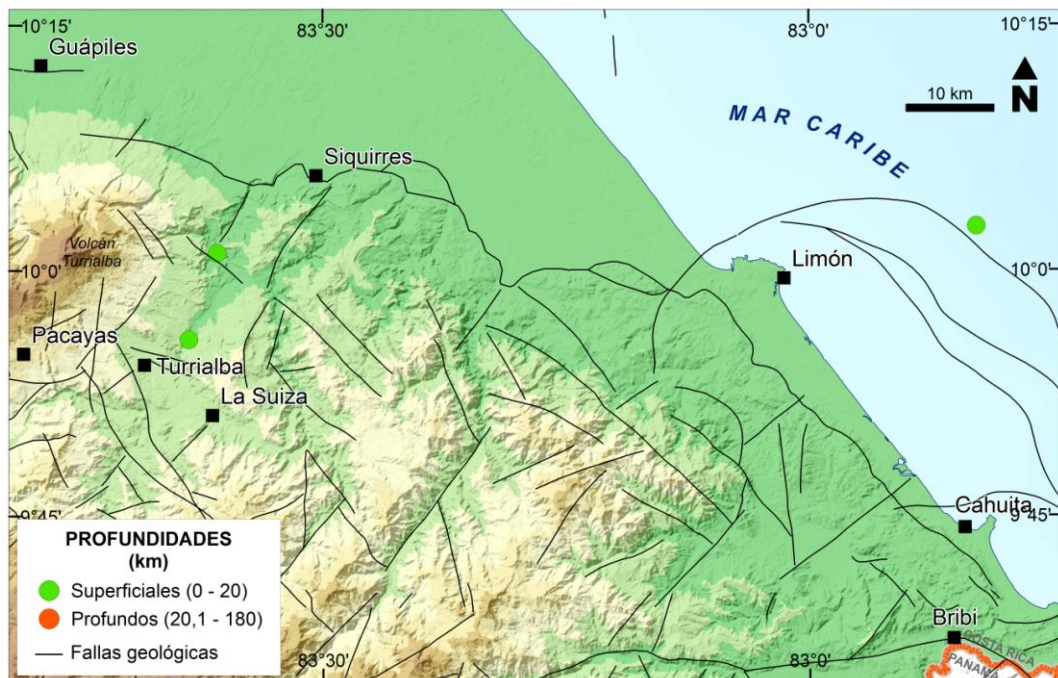 10°15'
83°30'
83°0'
10°15'
Guápiles
10 km
N
MAR CARIBE
Siquirres
Volcán
Turrialba
10°0'
Limón
10°0'
Pacayas
Turrialba
La Suiza
9°45'
Cahuita
9°45'
PROFUNDIDADES
(km)
Superficiales (0 - 20)
Profundos (20,1 - 180)
Fallas geológicas
Bribi
COSTA RICA
PANAMÁ
83°30'
83°0'